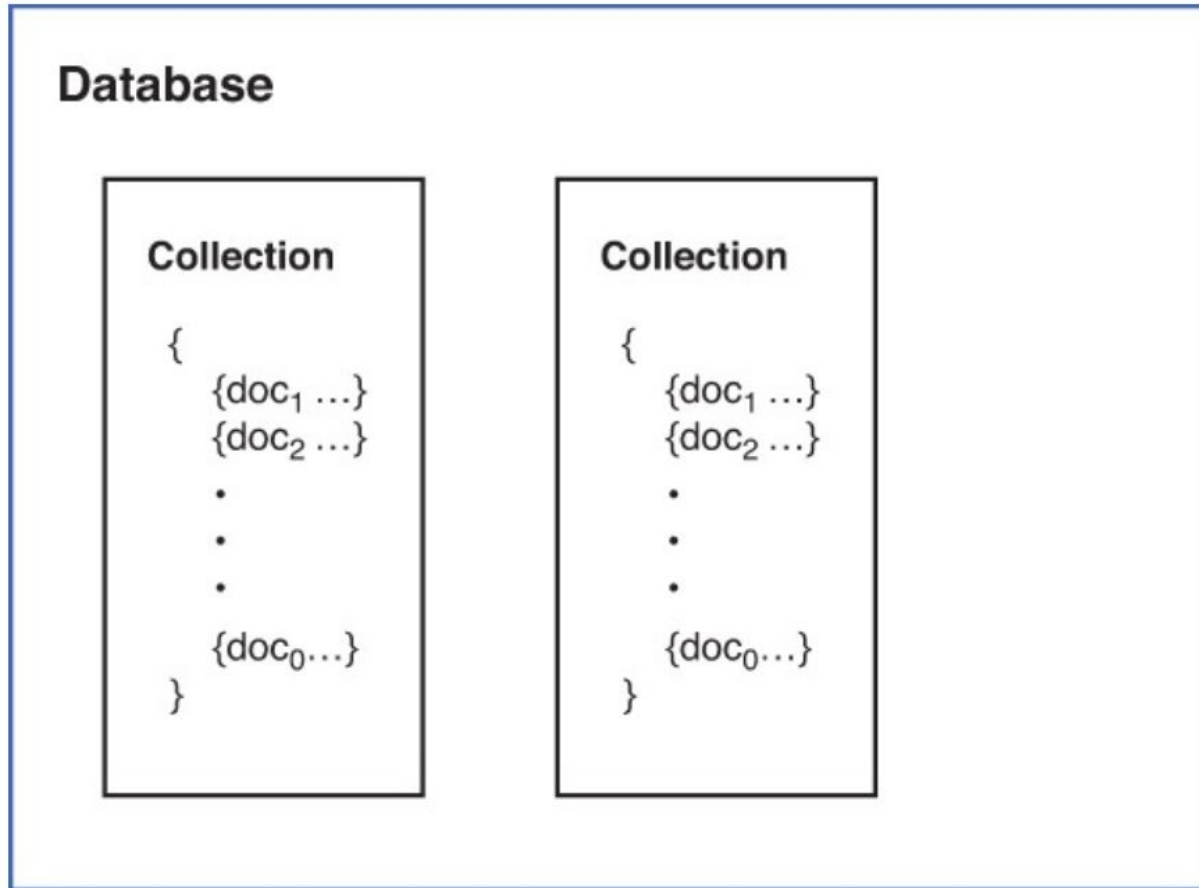 Database
Collection
{
{doc₁ ...}
{doc₂ ...}
.
.
.
{doc₀...}
}
Collection
{
{doc₁ ...}
{doc₂ ...}
.
.
.
{doc₀...}
}